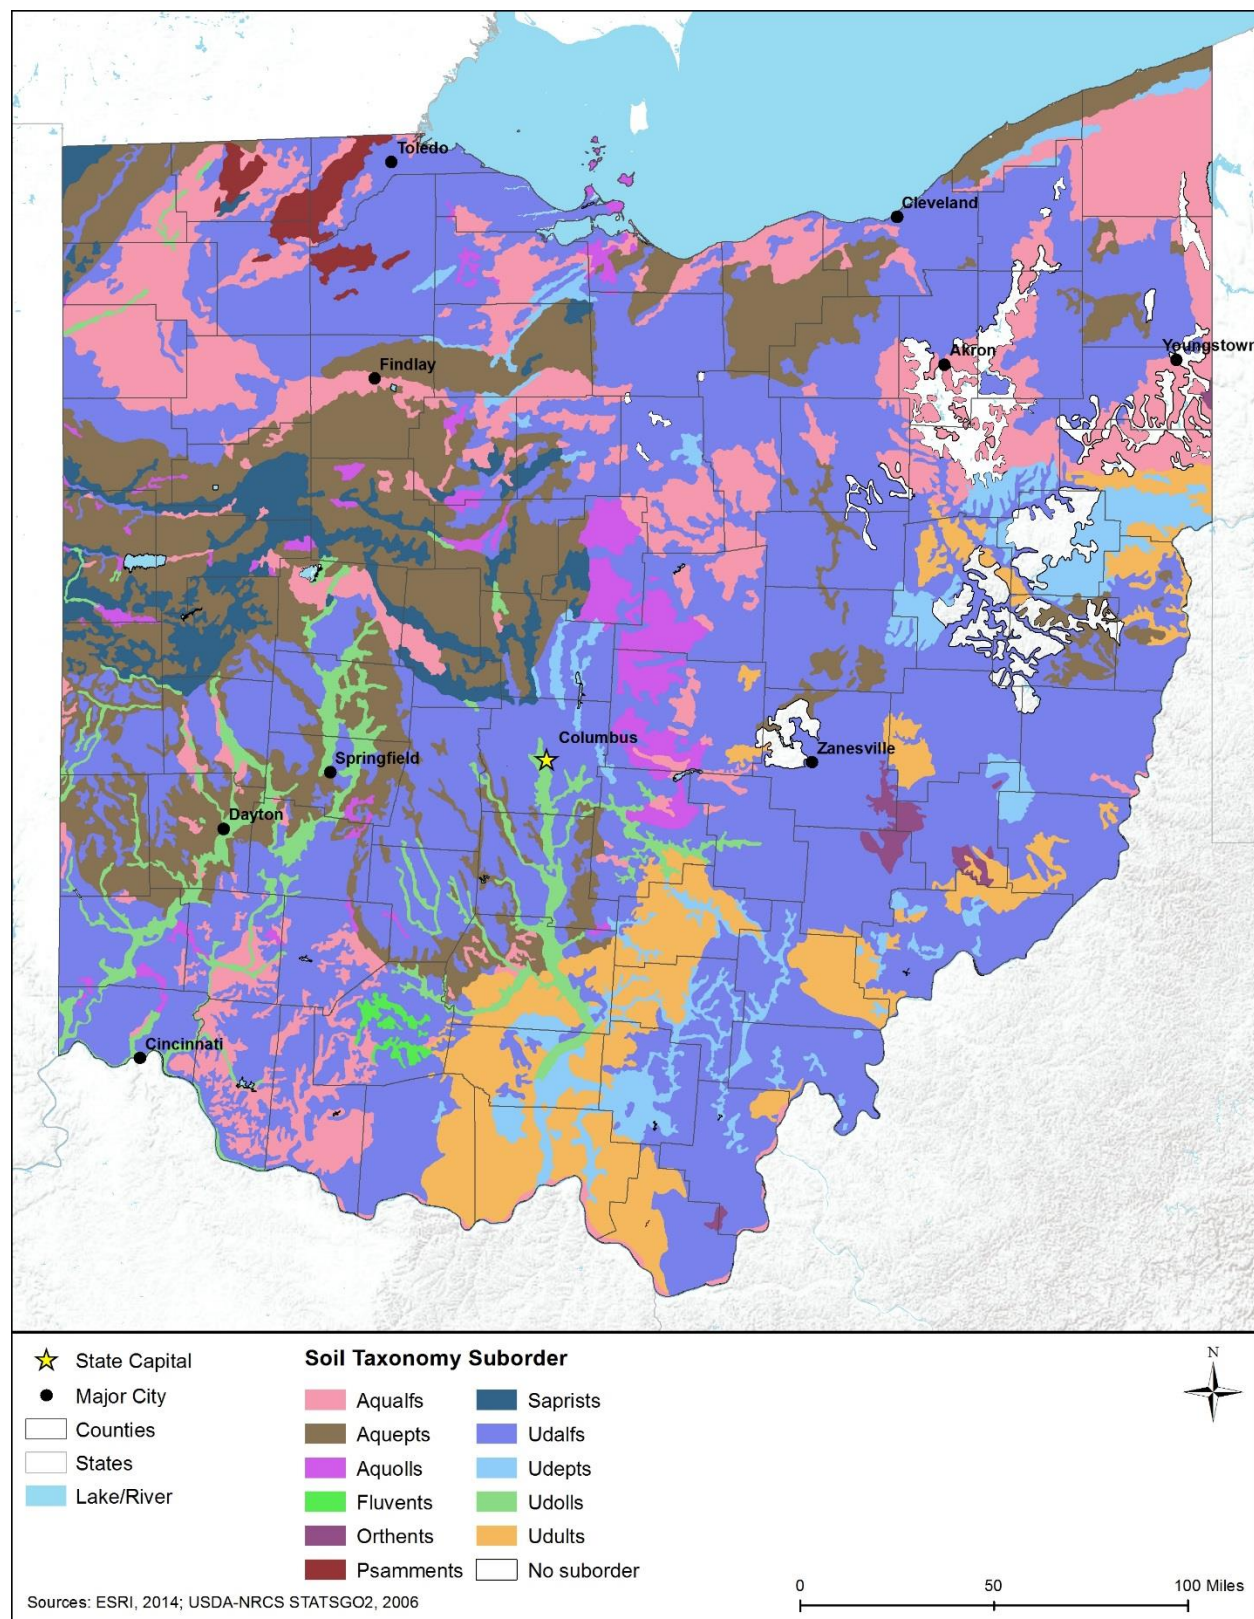 Toledo
Cleveland
Akron
Youngstown
Findlay
Columbus
Zanesville
Springfield
Dayton
Cincinnati
State Capital
Major City
Counties
States
Lake/River
Soil Taxonomy Suborder
Aqualfs
Aquepts
Aquolls
Fluvents
Orthents
Psamments
Saprists
Udalfs
Udepts
Udolls
Udults
No suborder
N
0 50 100 Miles
Sources: ESRI, 2014; USDA-NRCS STATSGO2, 2006